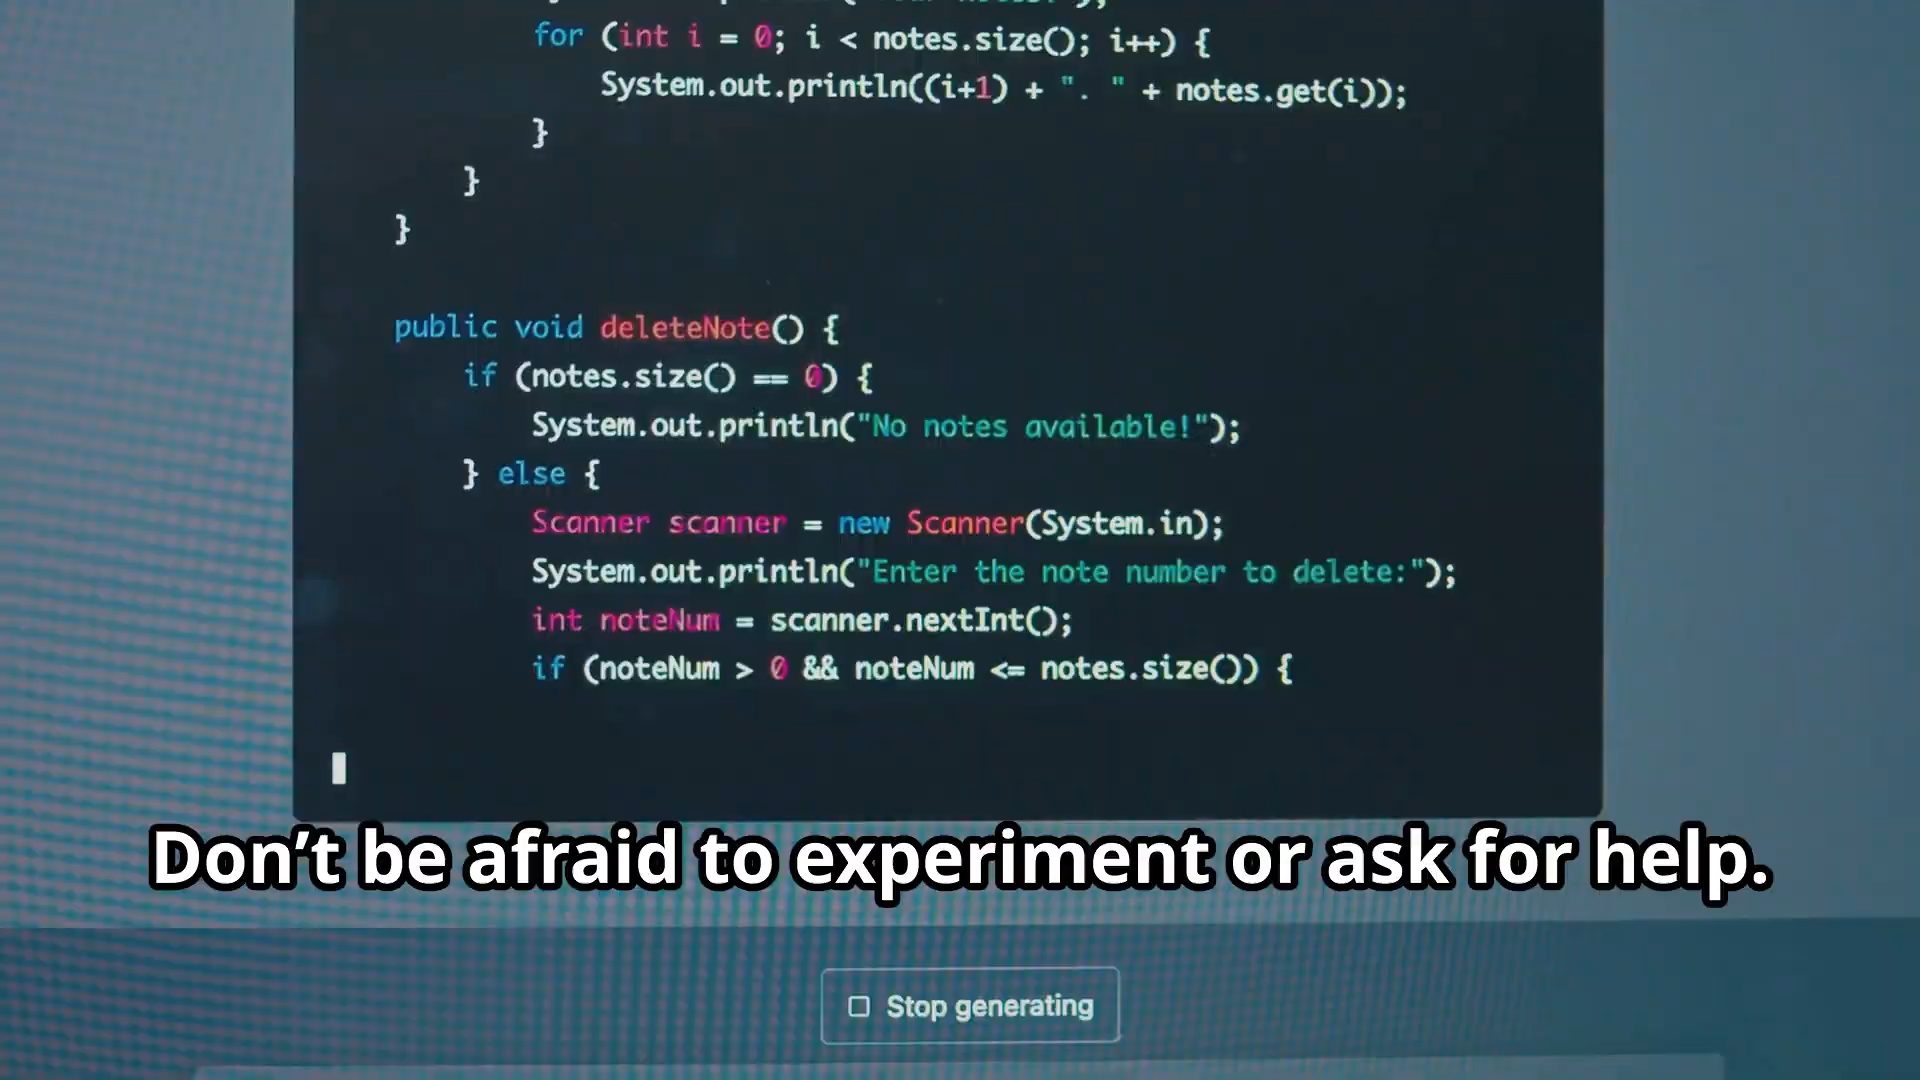 for (int i = 0; i < notes.size(); i++) {
System.out.println((i+1) + ". " + notes.get(i));
}
}
}
public void deleteNote() {
if (notes.size() == 0) {
System.out.println("No notes available!");
} else {
Scanner scanner = new Scanner(System.in);
System.out.println("Enter the note number to delete:");
int noteNum = scanner.nextInt();
if (noteNum > 0 && noteNum <= notes.size()) {
Don’t be afraid to experiment or ask for help.
Stop generating